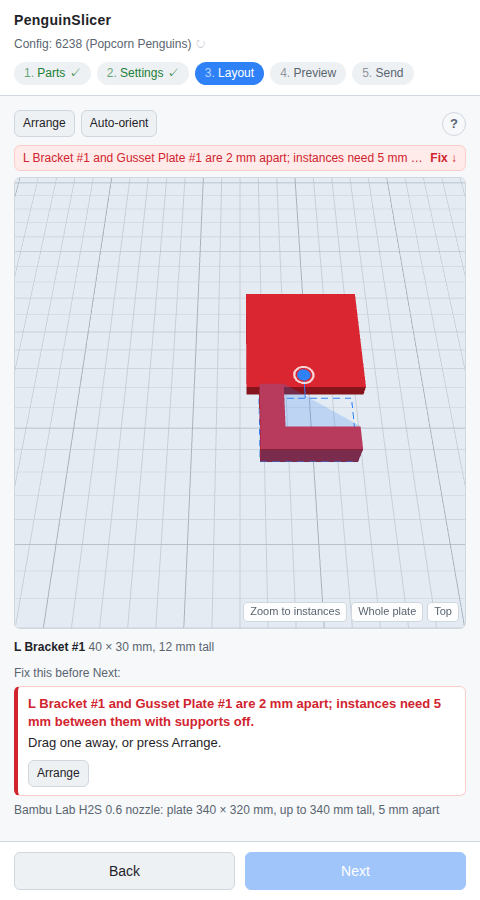 PenguinSlicer
Config: 6238 (Popcorn Penguins)
1. Parts ✓ 2. Settings ✓ 3. Layout 4. Preview 5. Send
Arrange Auto-orient ?
L Bracket #1 and Gusset Plate #1 are 2 mm apart; instances need 5 mm … Fix ↓
Zoom to instances Whole plate Top
L Bracket #1 40 × 30 mm, 12 mm tall
Fix this before Next:
L Bracket #1 and Gusset Plate #1 are 2 mm apart; instances need 5
mm between them with supports off.
Drag one away, or press Arrange.
Arrange
Bambu Lab H2S 0.6 nozzle: plate 340 × 320 mm, up to 340 mm tall, 5 mm apart
Back Next